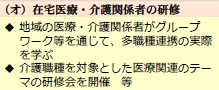 （オ）在宅医療・介護関係者の研修
◆ 地域の医療・介護関係者がグループ
ワーク等を通じて、多職種連携の実際
を学ぶ
◆ 介護職種を対象とした医療関連のテー
マの研修会を開催　等